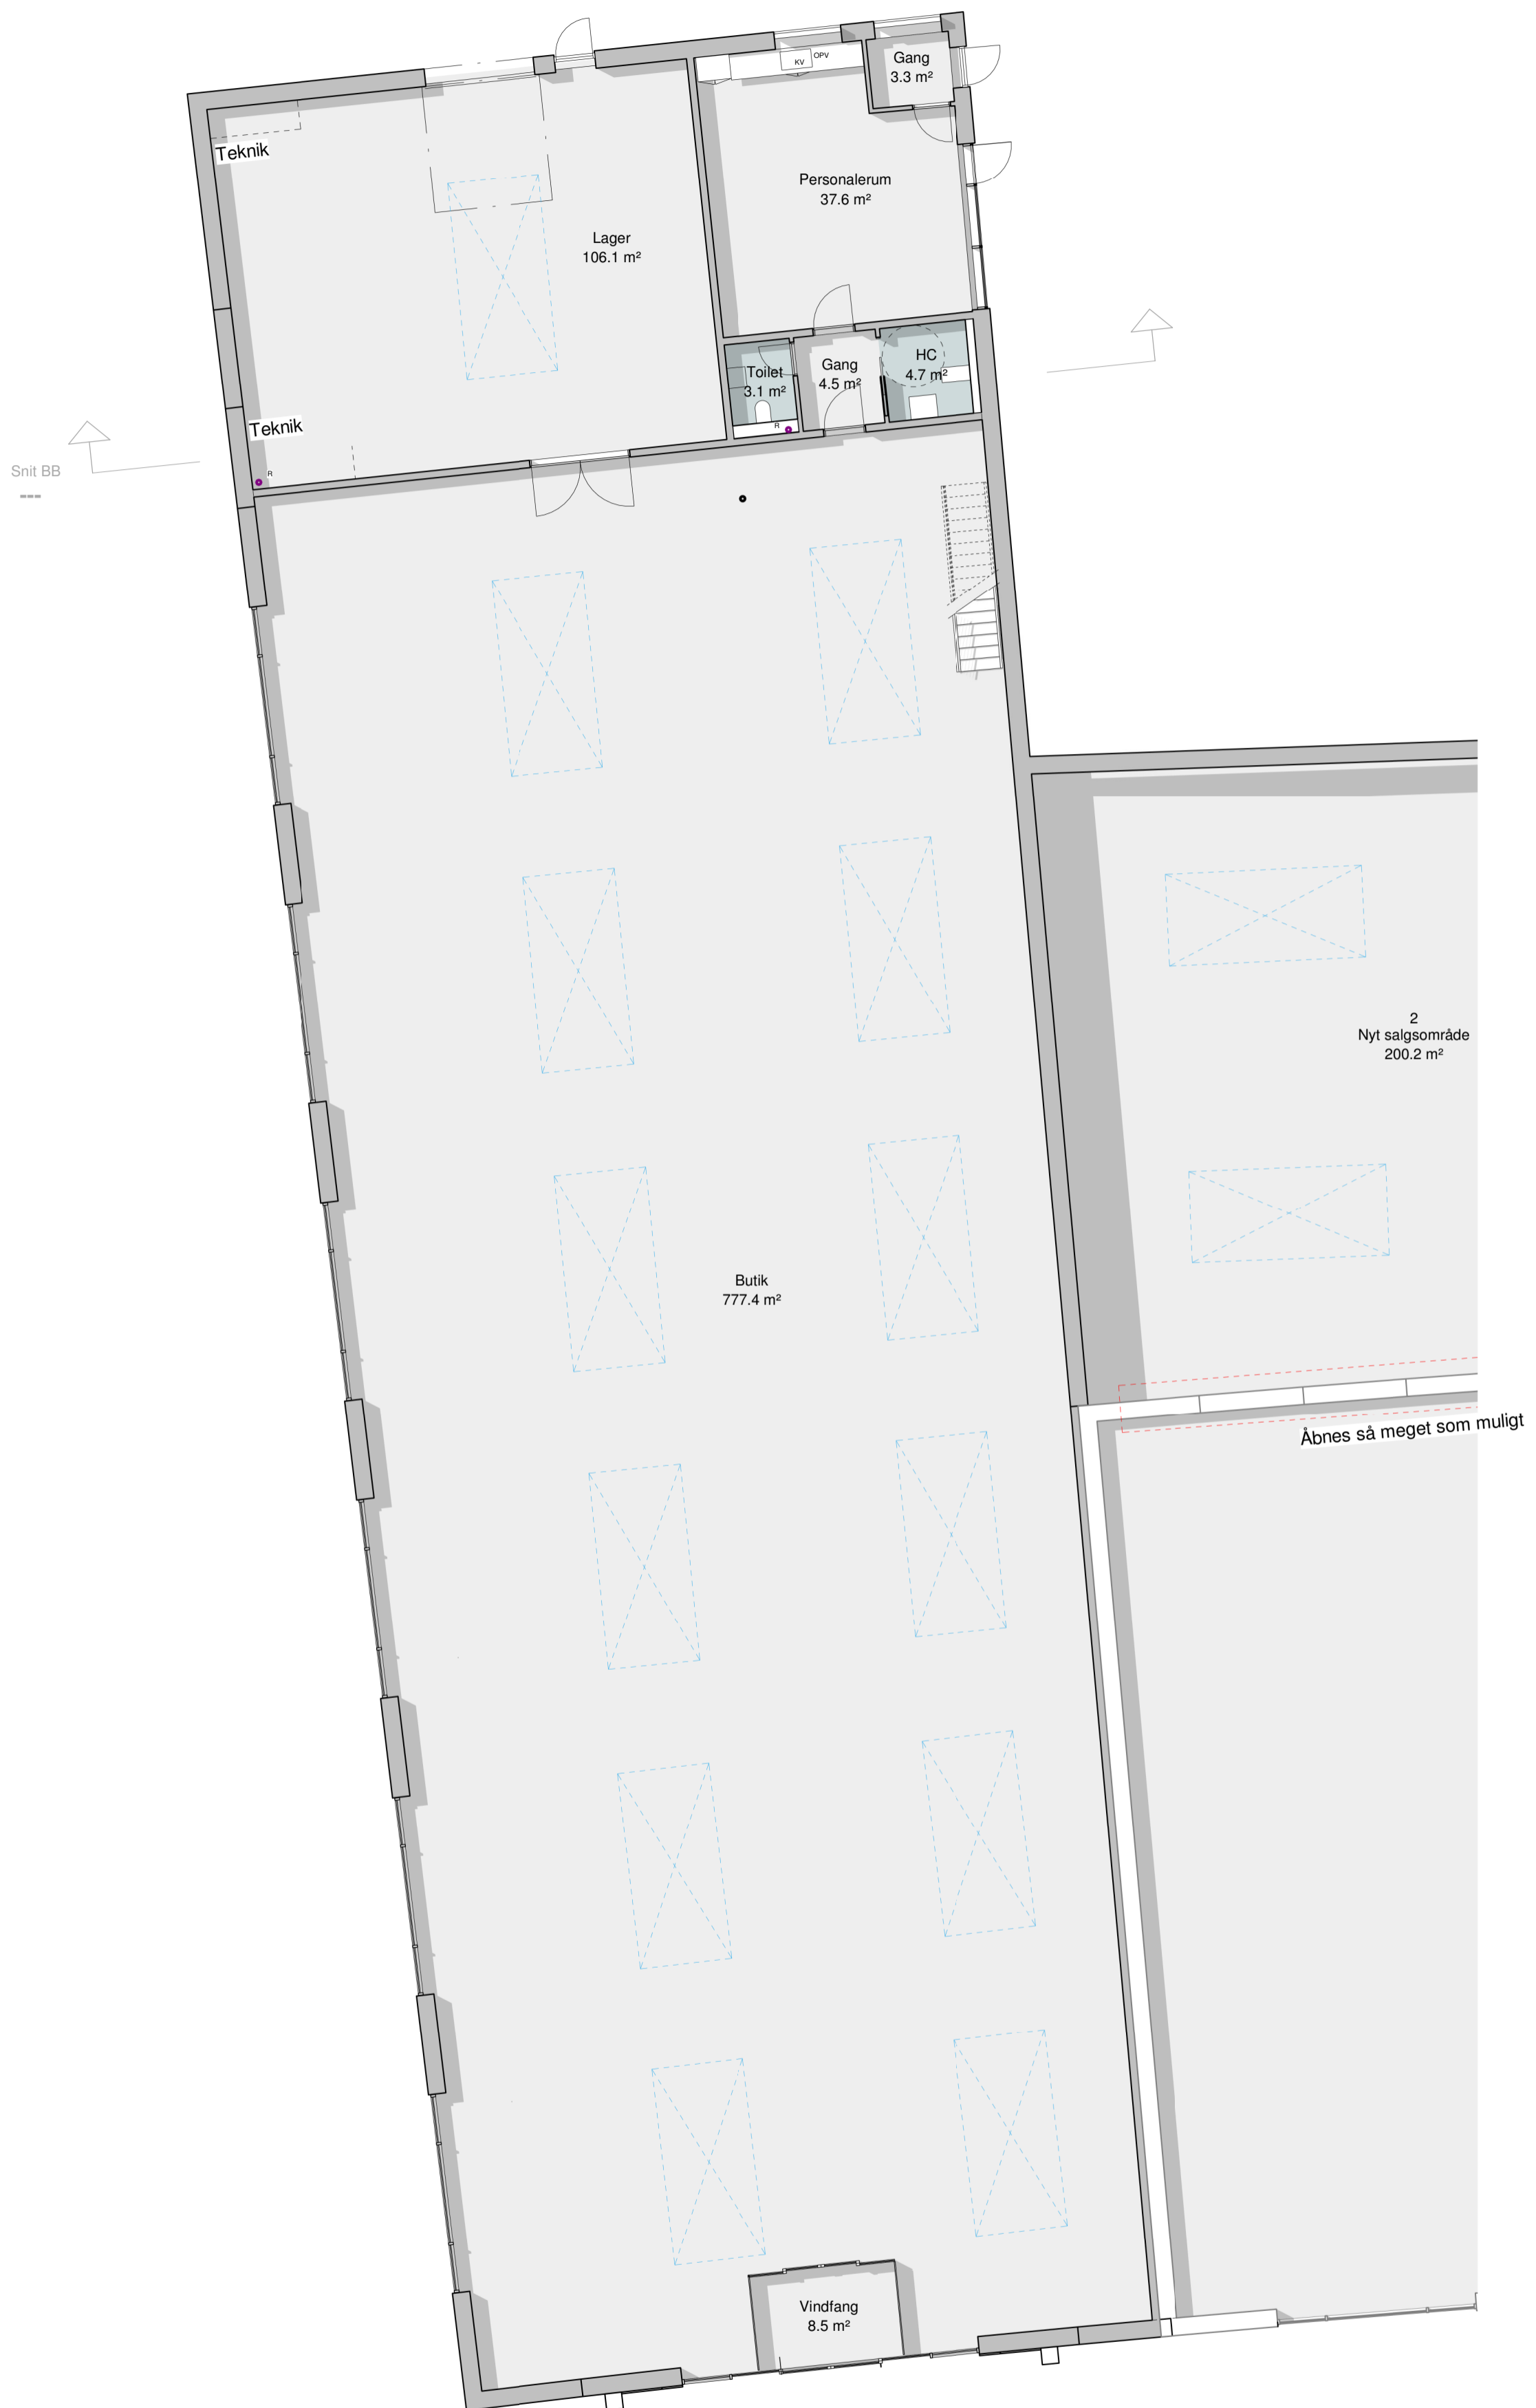 Gang
3.3 m²
OPV
KV
Teknik
Personalerum
37.6 m²
Lager
106.1 m²
HC
4.7 m²
Gang
4.5 m²
Toilet
3.1 m²
R
Teknik
R
Snit BB
---
2
Nyt salgsområde
200.2 m²
Butik
777.4 m²
Åbnes så meget som muligt
Vindfang
8.5 m²